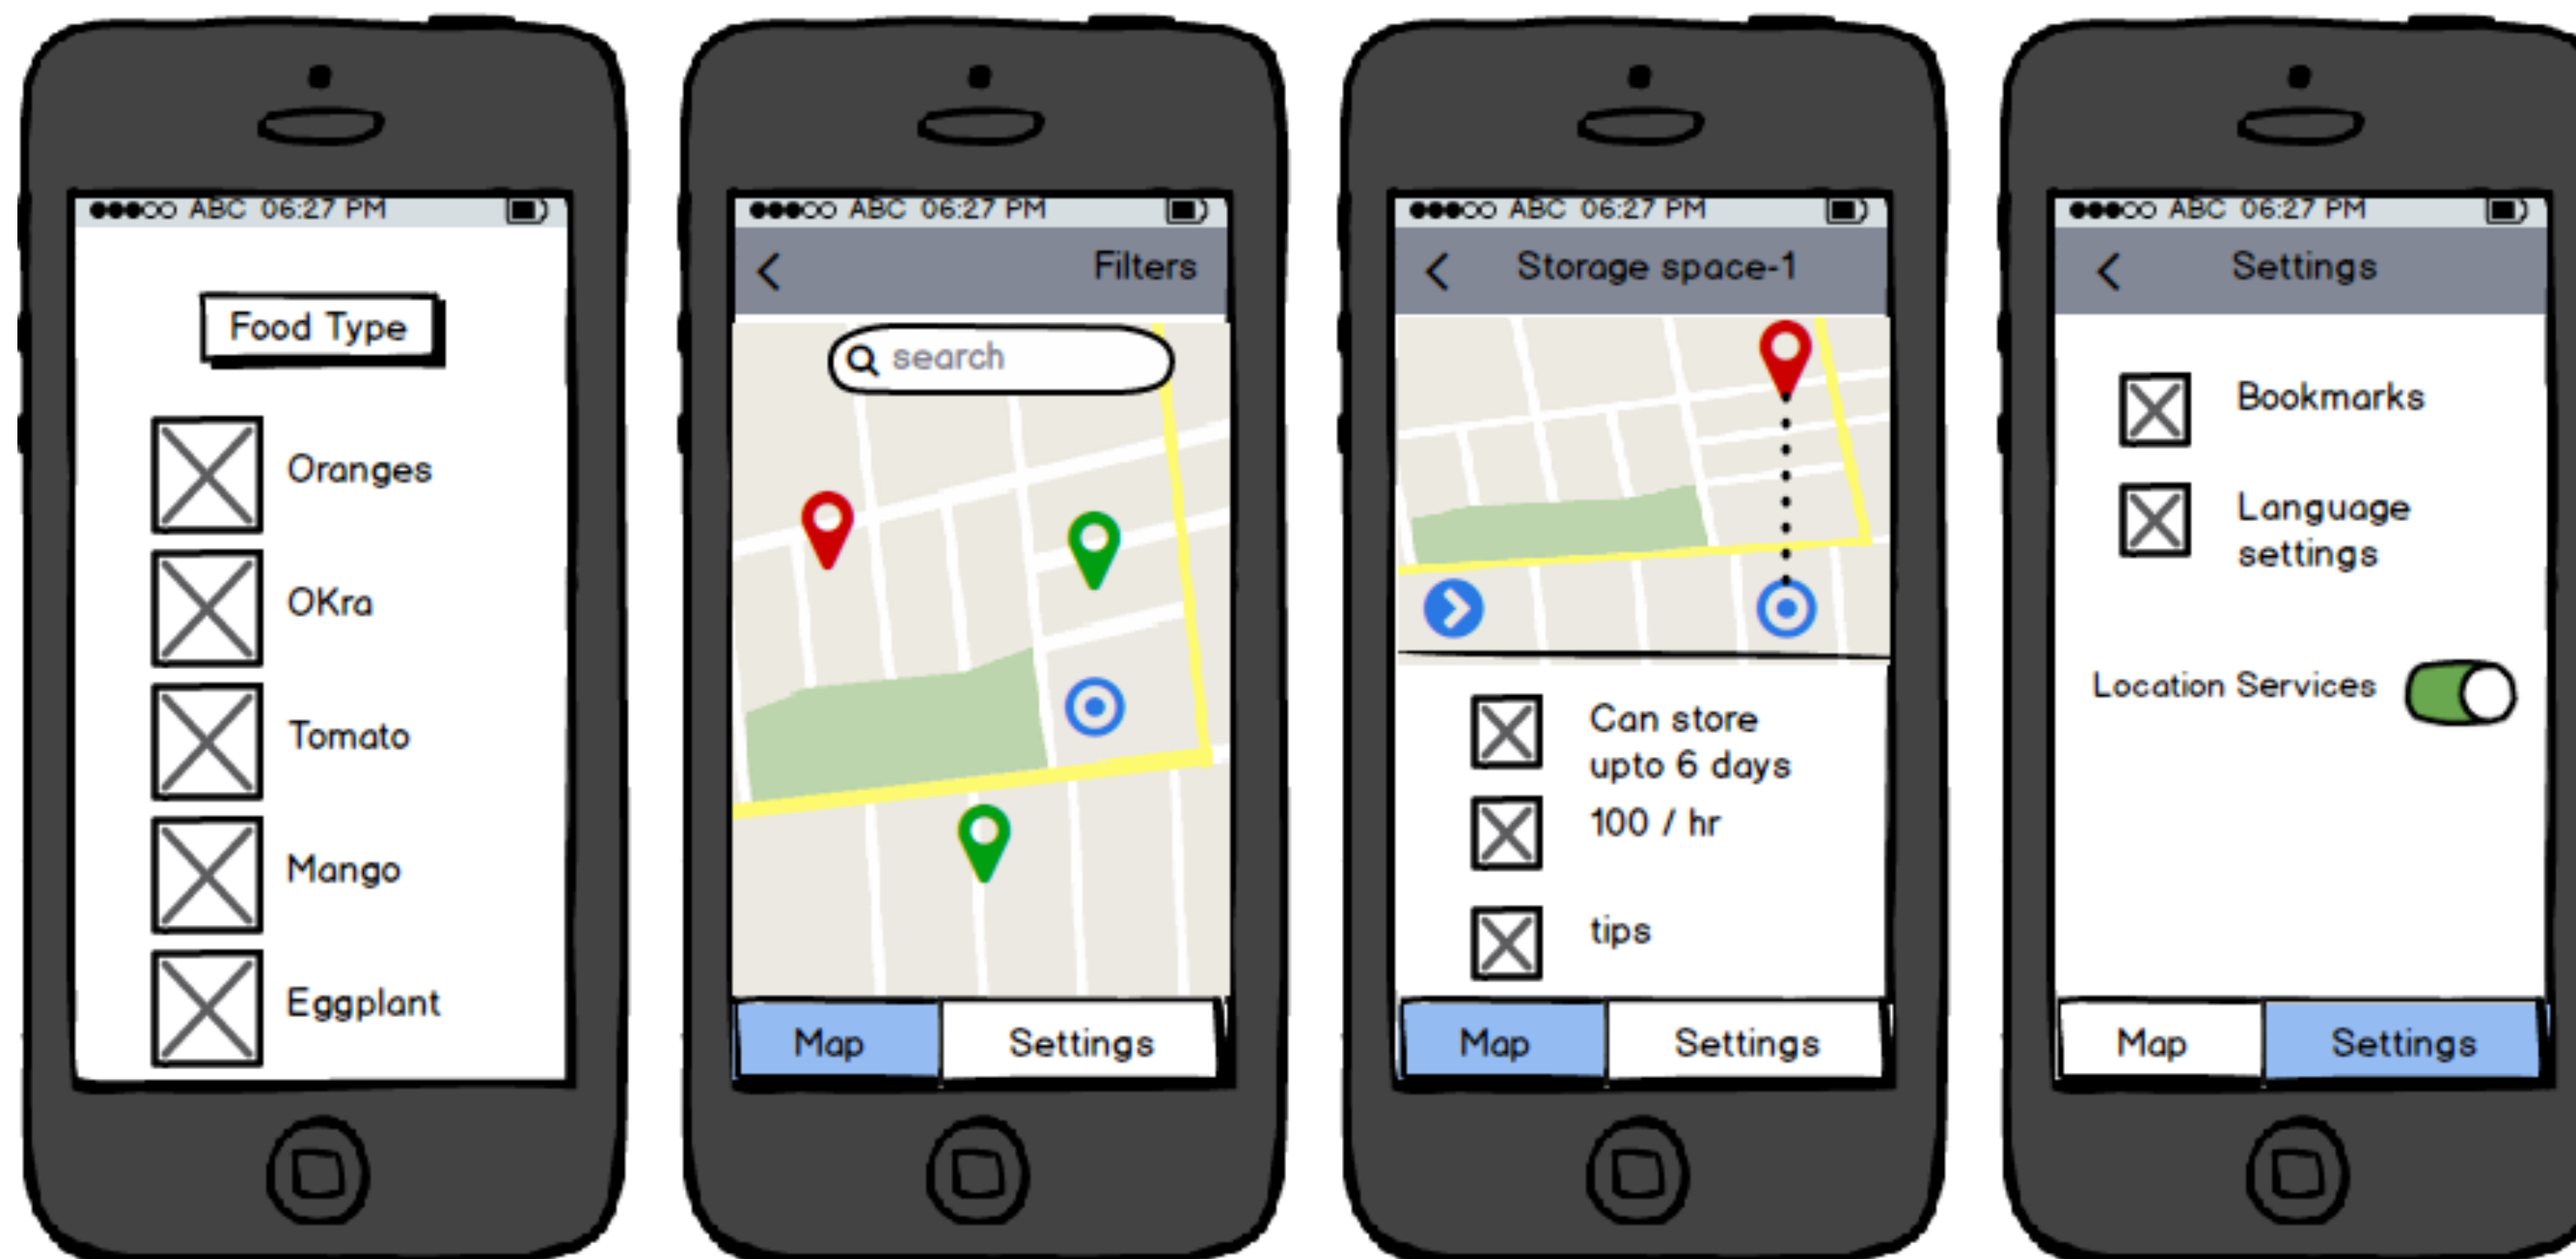 ABC 06:27 PM
Food Type
Oranges
OKra
Tomato
Mango
Eggplant
ABC 06:27 PM
Filters
search
Map Settings
ABC 06:27 PM
Storage space-1
Can store
upto 6 days
100 / hr
tips
Map Settings
ABC 06:27 PM
Settings
Bookmarks
Language
settings
Location Services
Map Settings